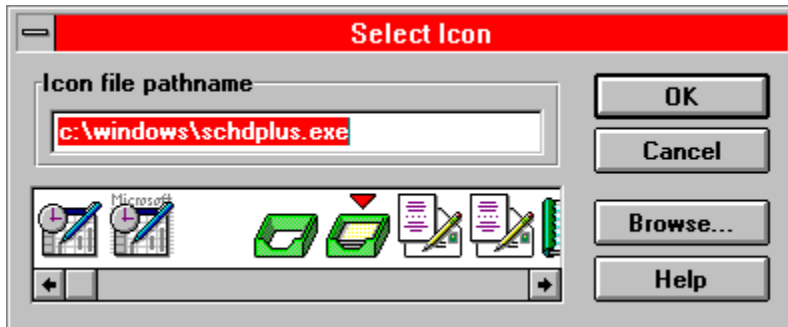 Select Icon
Icon file pathname
c:\windows\schdplus.exe
OK
Cancel
Microsoft
Browse...
Help